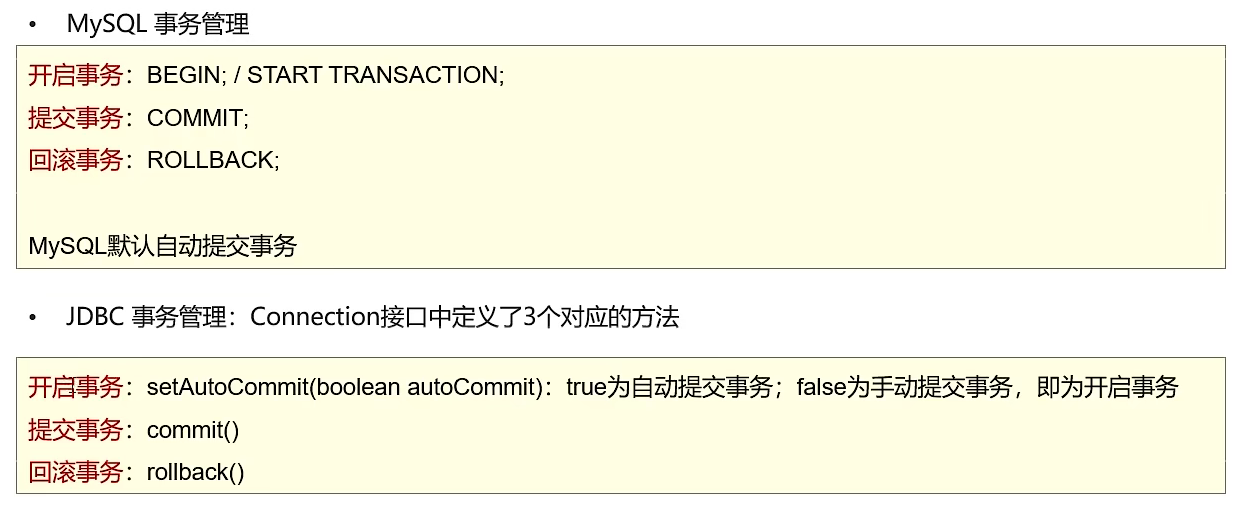 • MySQL 事务管理
开启事务：BEGIN; / START TRANSACTION;
提交事务：COMMIT;
回滚事务：ROLLBACK;
MySQL默认自动提交事务
• JDBC 事务管理：Connection接口中定义了3个对应的方法
开启事务：setAutoCommit(boolean autoCommit)：true为自动提交事务；false为手动提交事务，即为开启事务
提交事务：commit()
回滚事务：rollback()